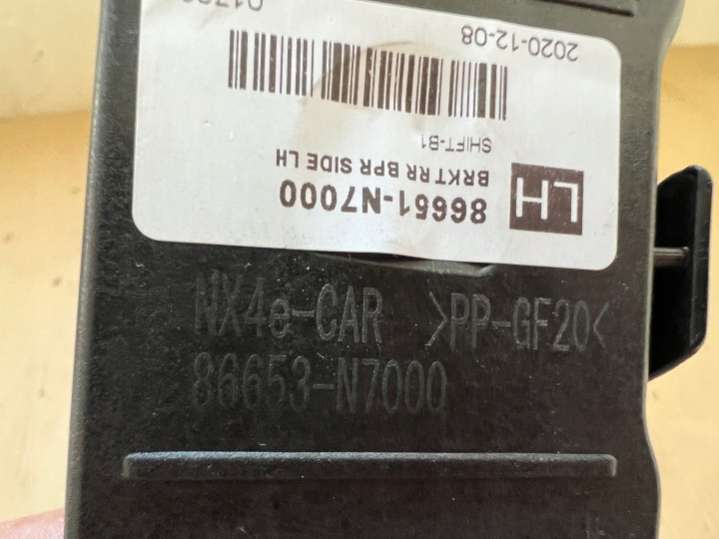 86651-N7000
LH
BRKT RR BPR SIDE LH
SHIFT-B1
2020-12-08
NX4e-CAR >PP-GF20<
86653-N7000